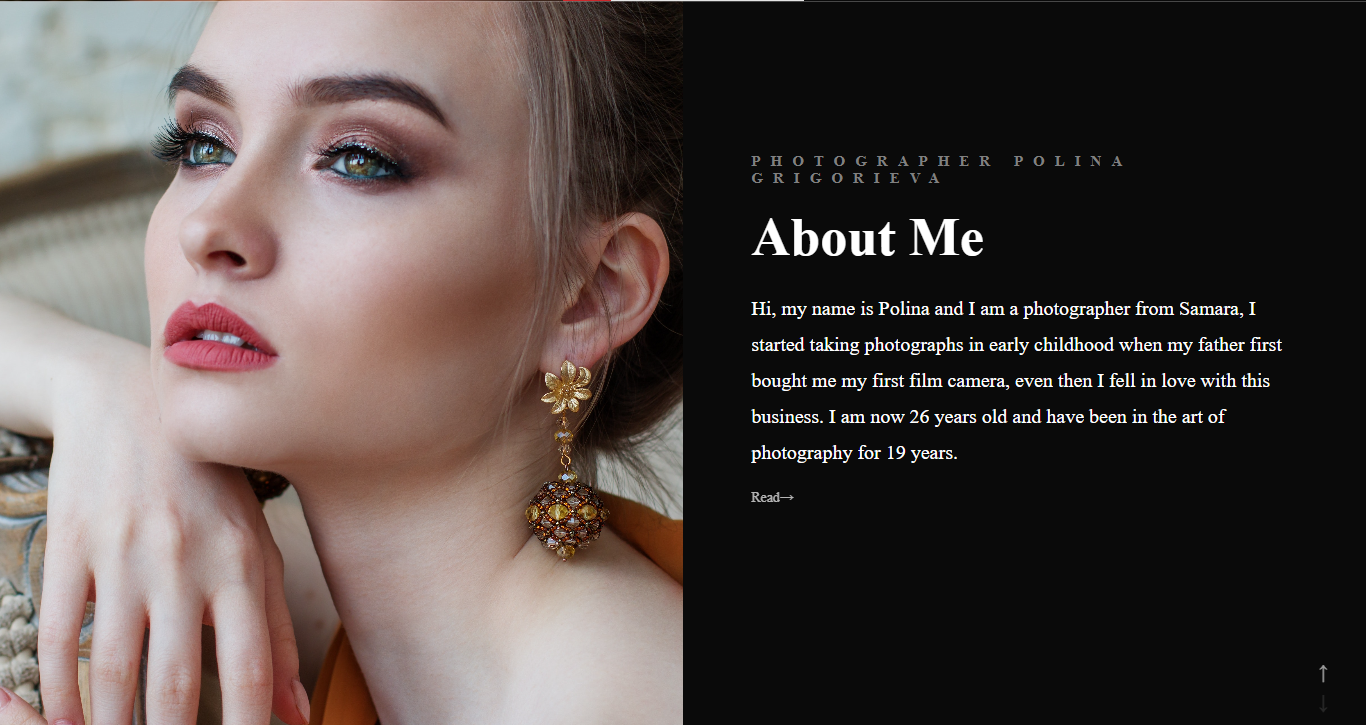 PHOTOGRAPHER POLINA
GRIGORIEVA
About Me
Hi, my name is Polina and I am a photographer from Samara, I
started taking photographs in early childhood when my father first
bought me my first film camera, even then I fell in love with this
business. I am now 26 years old and have been in the art of
photography for 19 years.
Read→
↑
↓